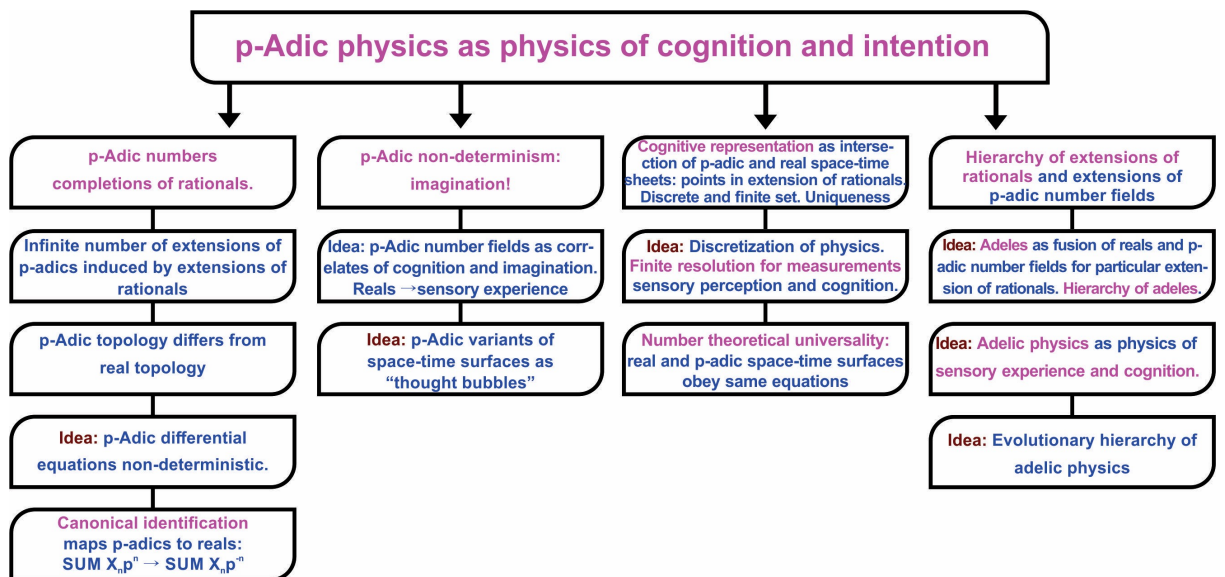 p-Adic physics as physics of cognition and intention
p-Adic numbers
completions of rationals.
Infinite number of extensions of
p-adics induced by extensions of
rationals
p-Adic topology differs from
real topology
Idea: p-Adic differential
equations non-deterministic.
Canonical identification
maps p-adics to reals:
SUM Xₙpⁿ → SUM Xₙp⁻ⁿ
p-Adic non-determinism:
imagination!
Idea: p-Adic number fields as corr-
elates of cognition and imagination.
Reals →sensory experience
Idea: p-Adic variants of
space-time surfaces as
“thought bubbles”
Cognitive representation as interse-
ction of p-adic and real space-time
sheets: points in extension of rationals.
Discrete and finite set. Uniqueness
Idea: Discretization of physics.
Finite resolution for measurements
sensory perception and cognition.
Number theoretical universality:
real and p-adic space-time surfaces
obey same equations
Hierarchy of extensions of
rationals and extensions of
p-adic number fields
Idea: Adeles as fusion of reals and p-
adic number fields for particular exten-
sion of rationals. Hierarchy of adeles.
Idea: Adelic physics as physics of
sensory experience and cognition.
Idea: Evolutionary hierarchy of
adelic physics